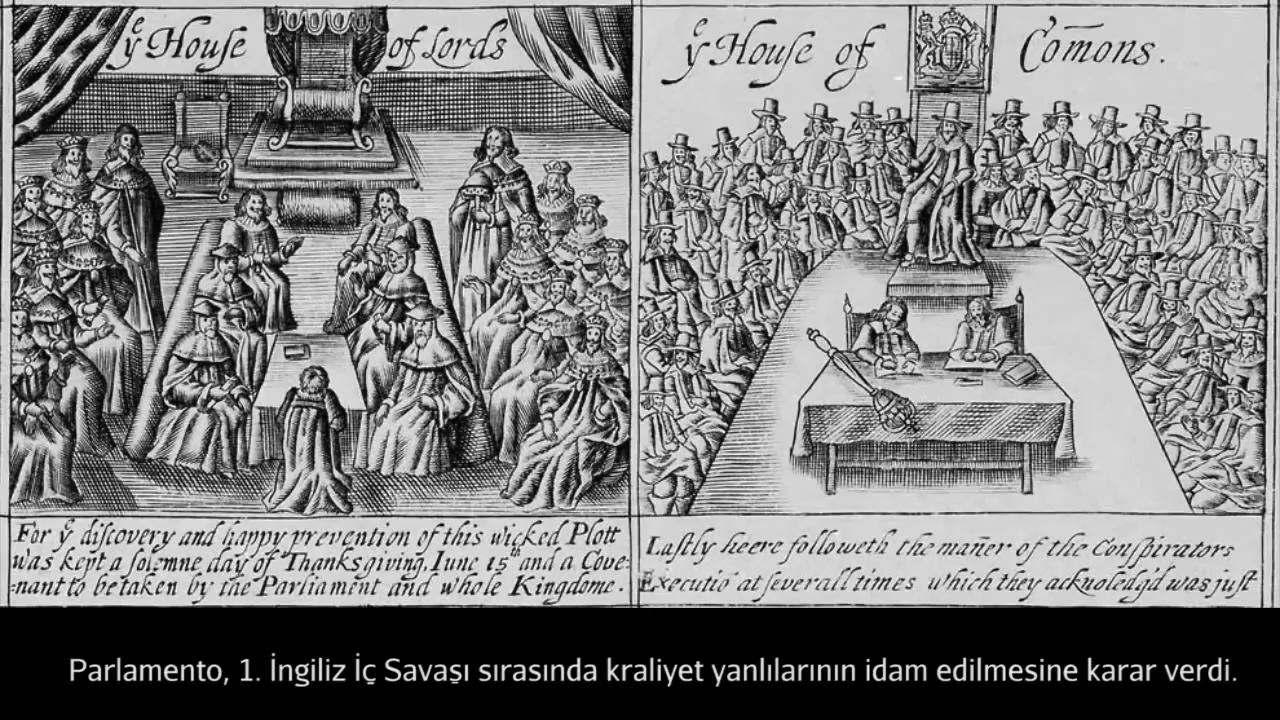 yᵉ House of Lords
For yᵉ discovery and happy prevention of this wicked Plott
was kept a solemne day of Thanksgiving, Iune 15th and a Cove=
=nant to be taken by the Parliament and whole Kingdome.
yᵉ House of Com̄ons.
Lastly heere followeth the mañer of the Conspirators
Executiō at severall times which they acknoledg'd was just
Parlamento, 1. İngiliz İç Savaşı sırasında kraliyet yanlılarının idam edilmesine karar verdi.